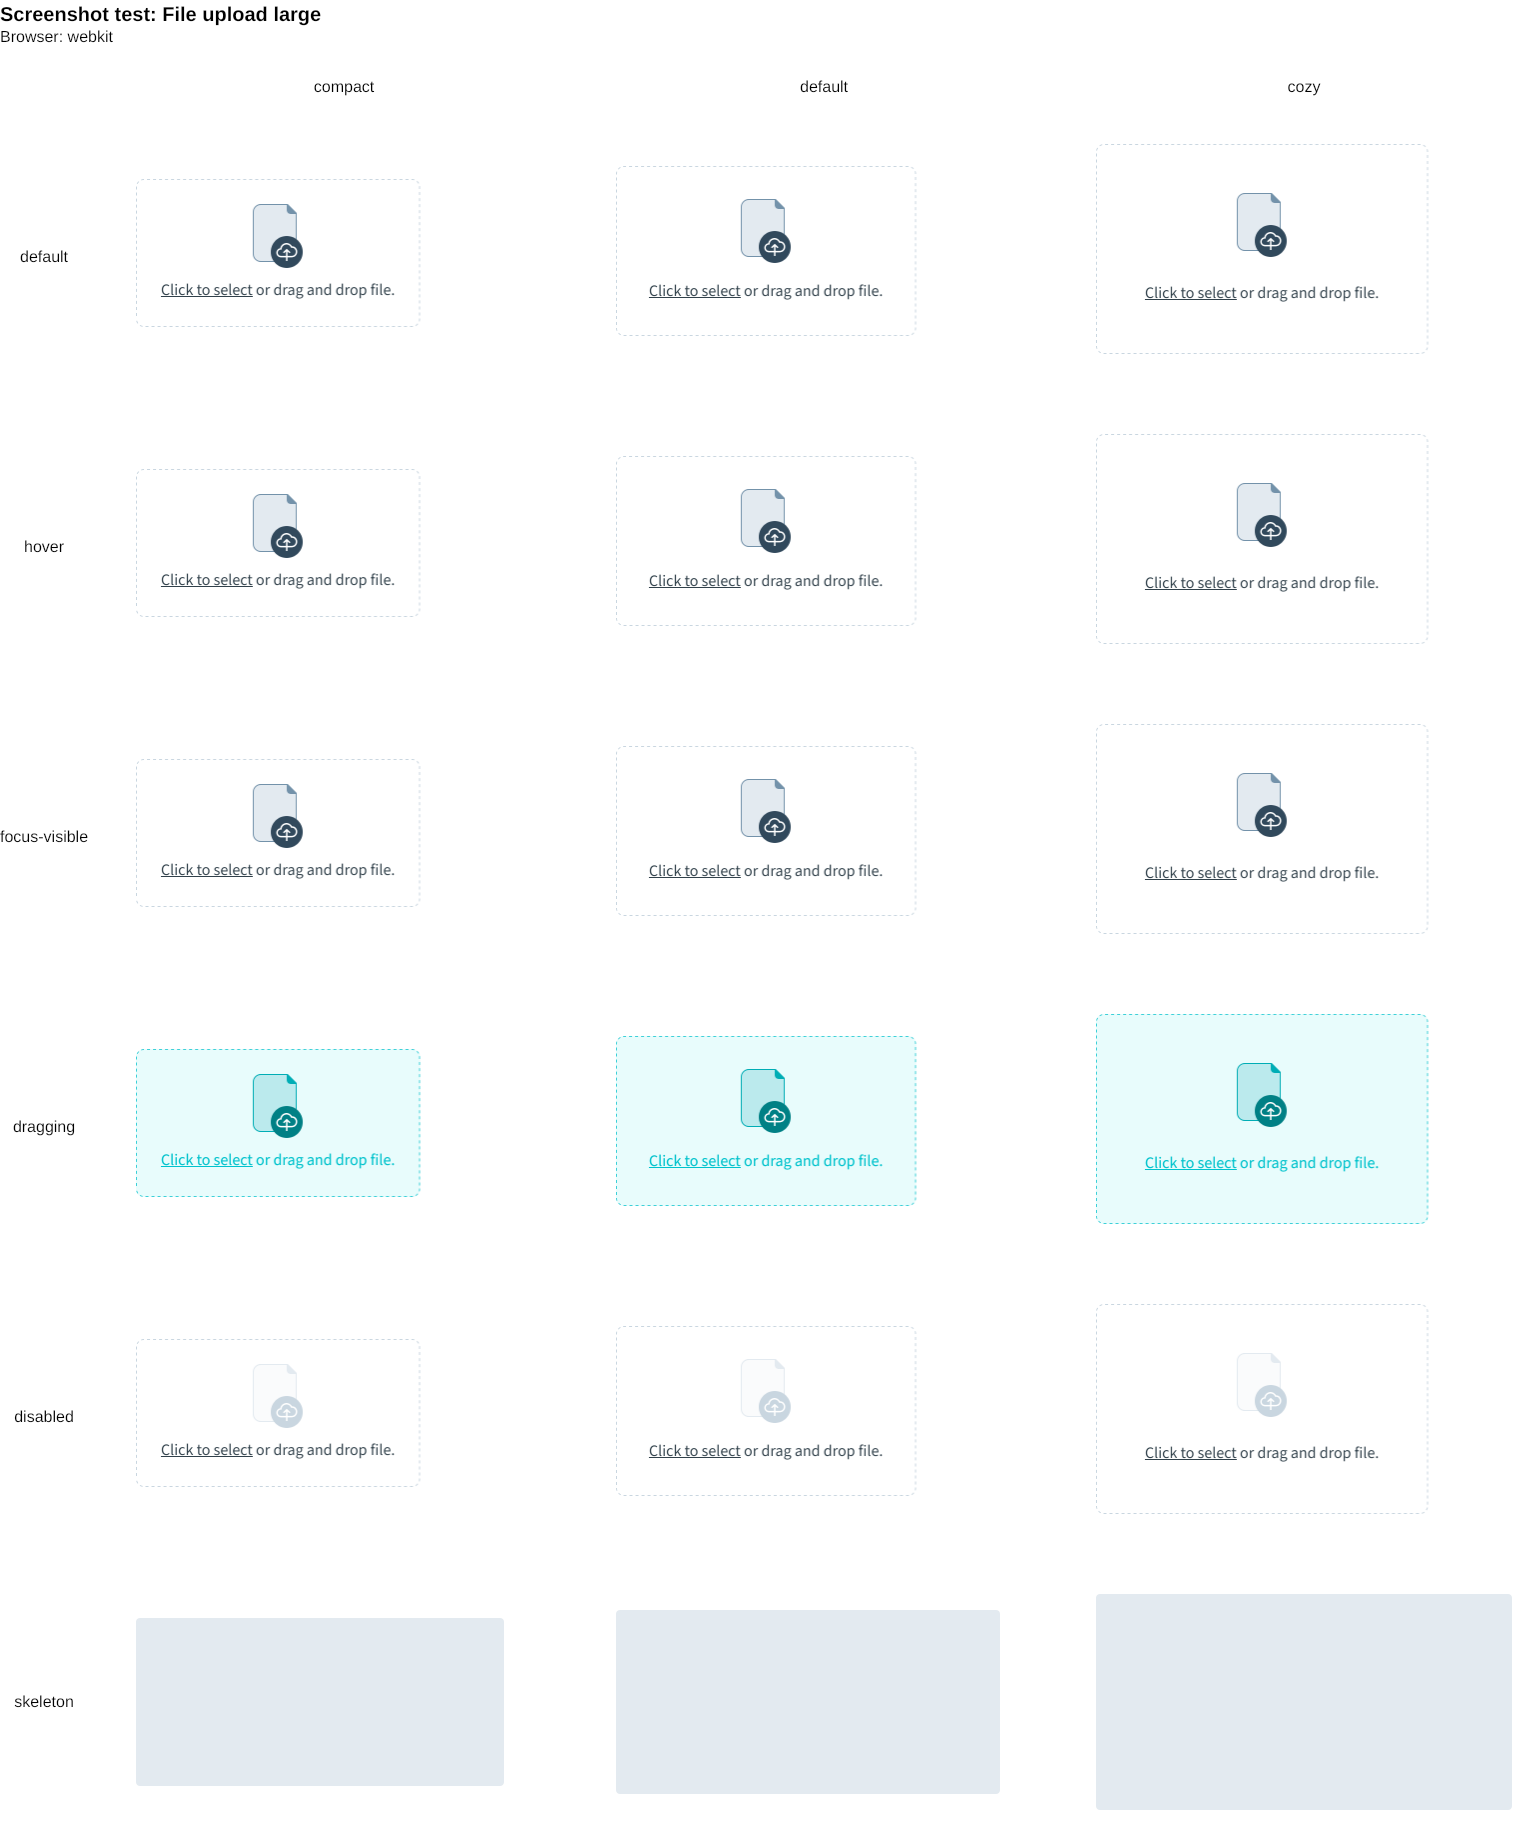 Screenshot test: File upload large
Browser: webkit
compact default cozy
default
Click to select or drag and drop file.
Click to select or drag and drop file.
Click to select or drag and drop file.
hover
Click to select or drag and drop file.
Click to select or drag and drop file.
Click to select or drag and drop file.
focus-visible
Click to select or drag and drop file.
Click to select or drag and drop file.
Click to select or drag and drop file.
dragging
Click to select or drag and drop file.
Click to select or drag and drop file.
Click to select or drag and drop file.
disabled
Click to select or drag and drop file.
Click to select or drag and drop file.
Click to select or drag and drop file.
skeleton